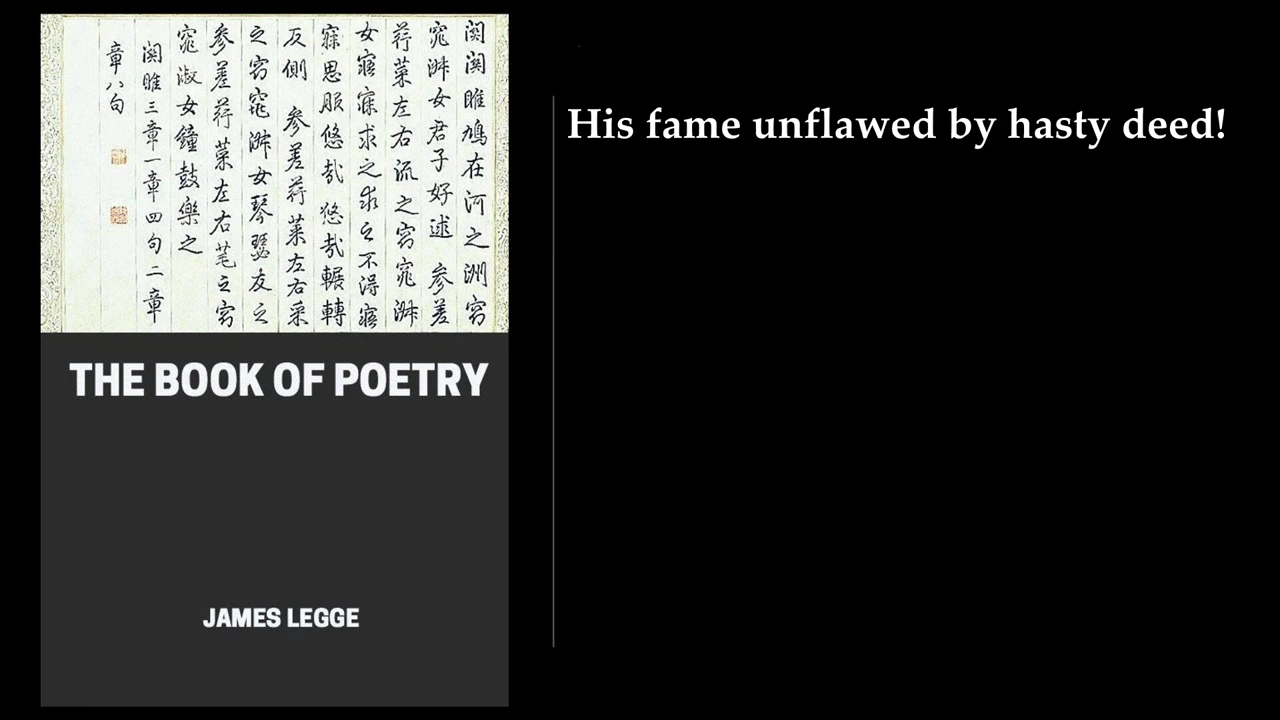 關關雎鳩在河之洲窈
窕淑女君子好逑 參差
荇菜左右流之窈窕淑
女寤寐求之求之不得寤
寐思服悠哉悠哉輾轉
反側 參差荇菜左右采
之窈窕淑女琴瑟友之
參差荇菜左右芼之窈
窕淑女鐘鼓樂之
關雎三章一章四句二章
章八句
THE BOOK OF POETRY
JAMES LEGGE
His fame unflawed by hasty deed!